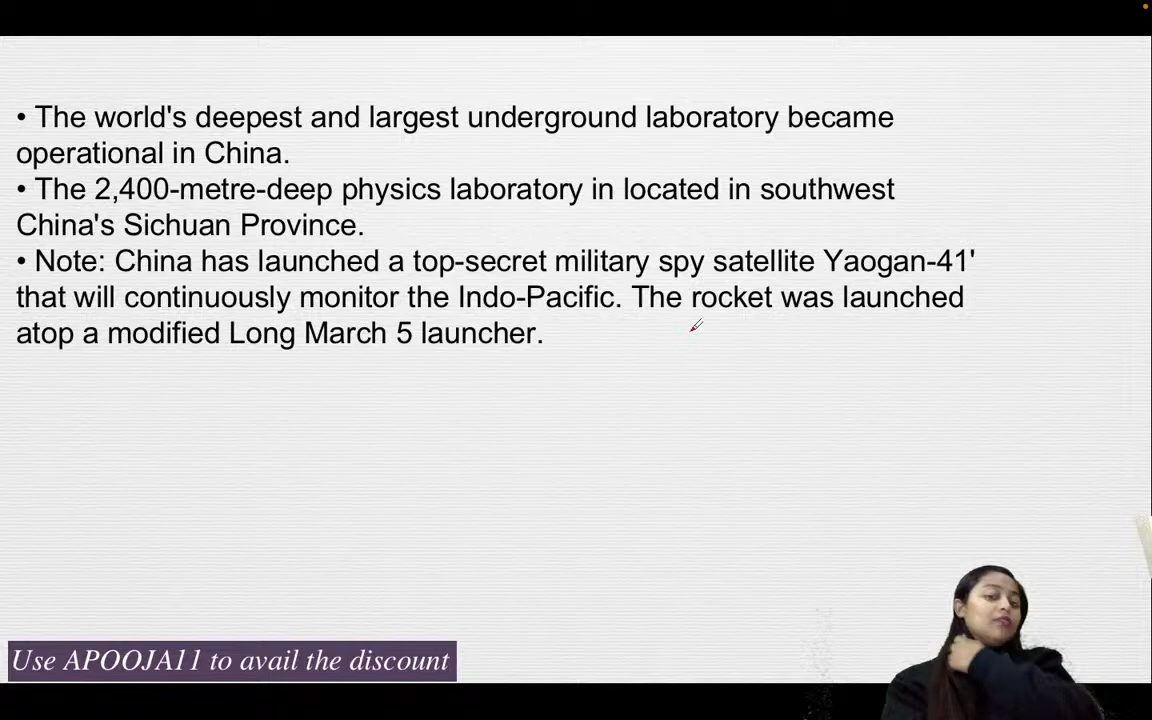 • The world's deepest and largest underground laboratory became
operational in China.
• The 2,400-metre-deep physics laboratory in located in southwest
China's Sichuan Province.
• Note: China has launched a top-secret military spy satellite Yaogan-41'
that will continuously monitor the Indo-Pacific. The rocket was launched
atop a modified Long March 5 launcher.
Use APOOJA11 to avail the discount